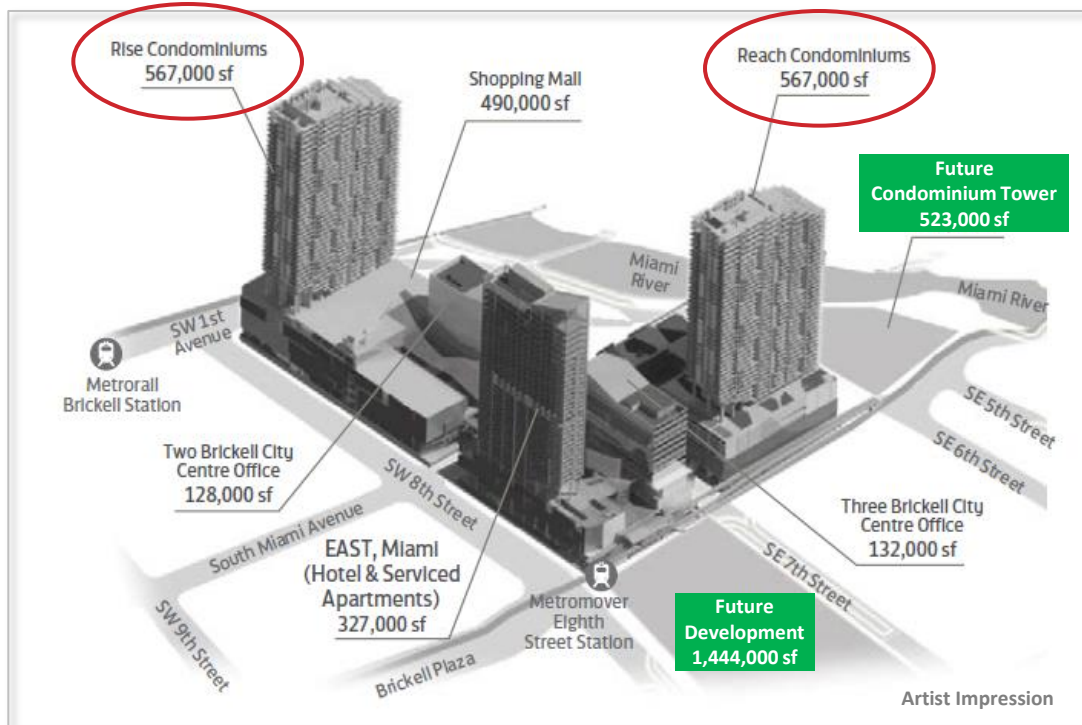 Rise Condominiums
567,000 sf
Shopping Mall
490,000 sf
Reach Condominiums
567,000 sf
Future
Condominium Tower
523,000 sf
Miami
River
Miami River
SW 1st
Avenue
Metrorail
Brickell Station
SE 5th Street
SE 6th Street
Two Brickell City
Centre Office
128,000 sf
SW 8th Street
Three Brickell City
Centre Office
132,000 sf
South Miami Avenue
EAST, Miami
(Hotel & Serviced
Apartments)
327,000 sf
SE 7th Street
Metromover
Eighth
Street Station
Future
Development
1,444,000 sf
SW 9th Street
Brickell Plaza
Artist Impression